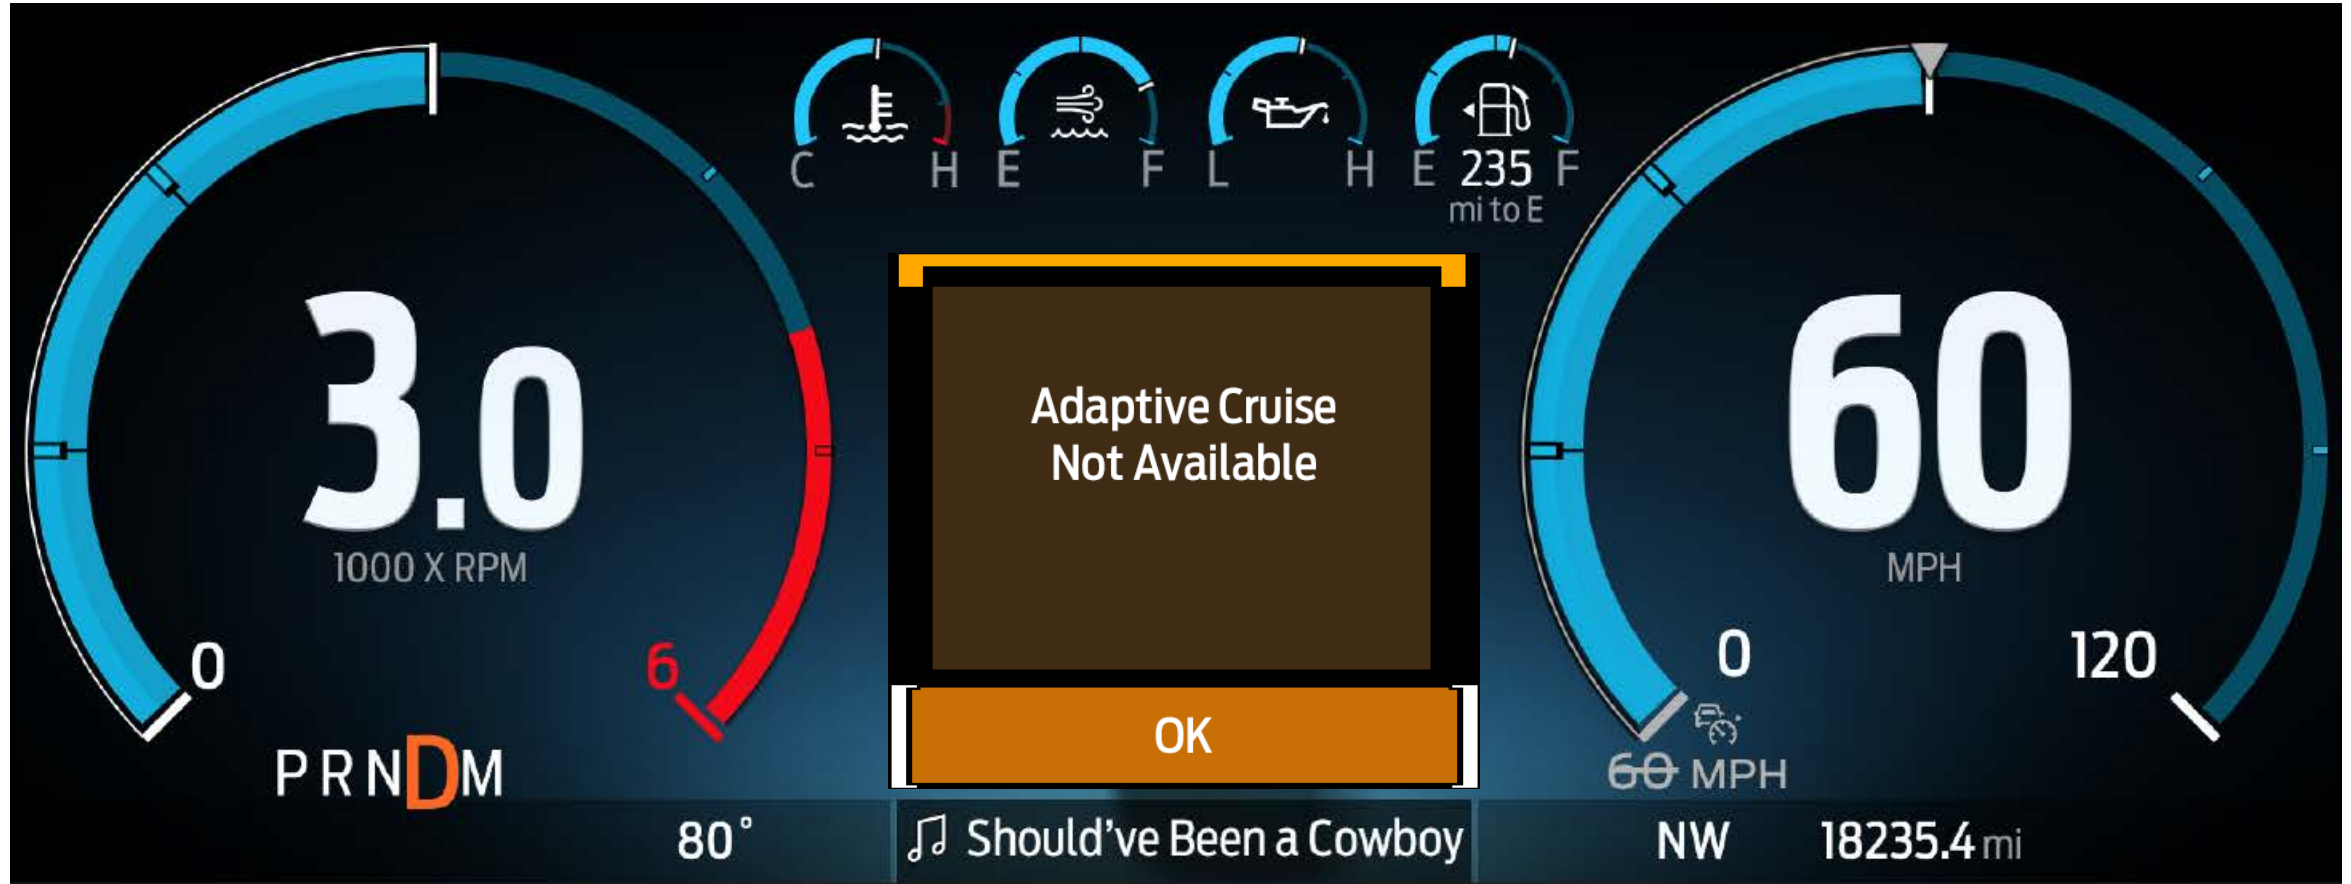 C H
E F
L H
E 235 F
mi to E
3.0
1000 X RPM
0
6
PRNDM
Adaptive Cruise
Not Available
OK
60
MPH
0
120
60 MPH
80°
Should've Been a Cowboy
NW
18235.4 mi